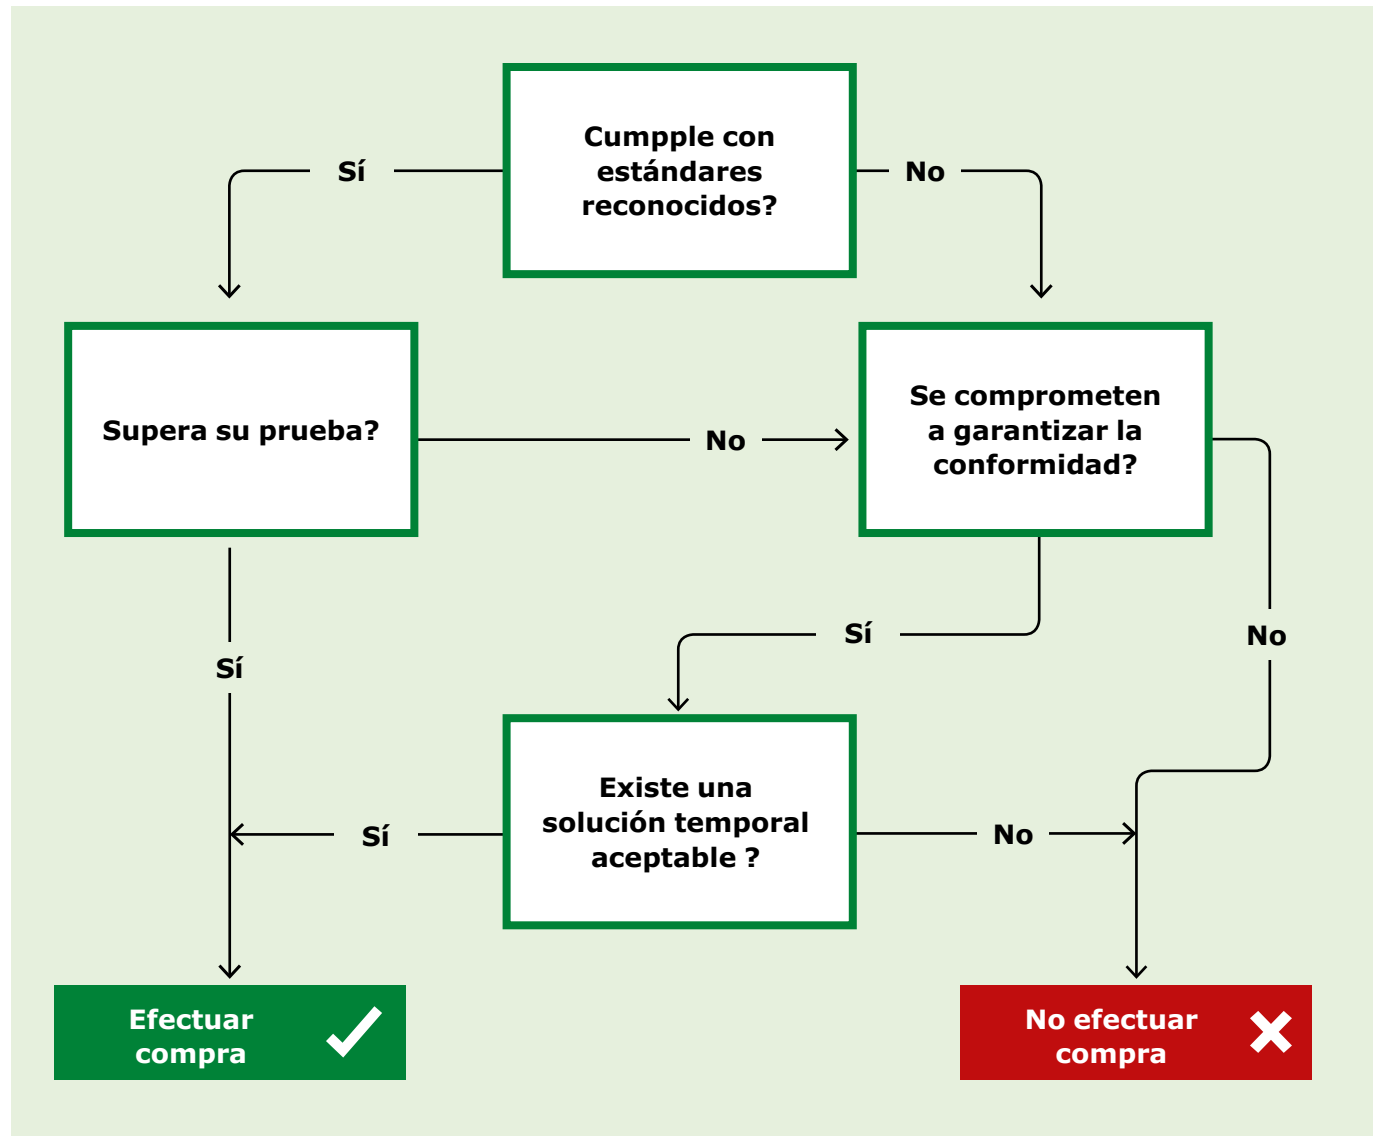 Cumpple con
estándares
reconocidos?
Sí
No
Supera su prueba?
No
Se comprometen
a garantizar la
conformidad?
Sí
No
Sí
Existe una
solución temporal
aceptable ?
Sí
No
Efectuar
compra
No efectuar
compra